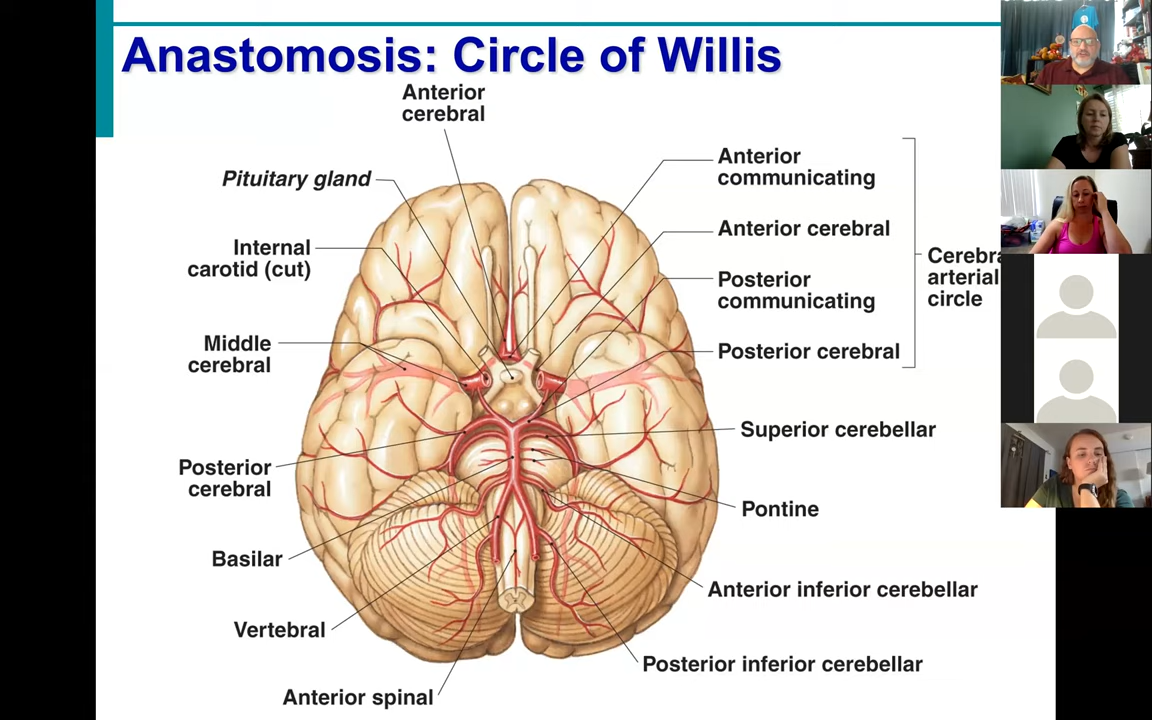 Anastomosis: Circle of Willis
Anterior
cerebral
Pituitary gland
Internal
carotid (cut)
Middle
cerebral
Posterior
cerebral
Basilar
Vertebral
Anterior spinal
Anterior
communicating
Anterior cerebral
Posterior
communicating
Posterior cerebral
Cerebra
arterial
circle
Superior cerebellar
Pontine
Anterior inferior cerebellar
Posterior inferior cerebellar